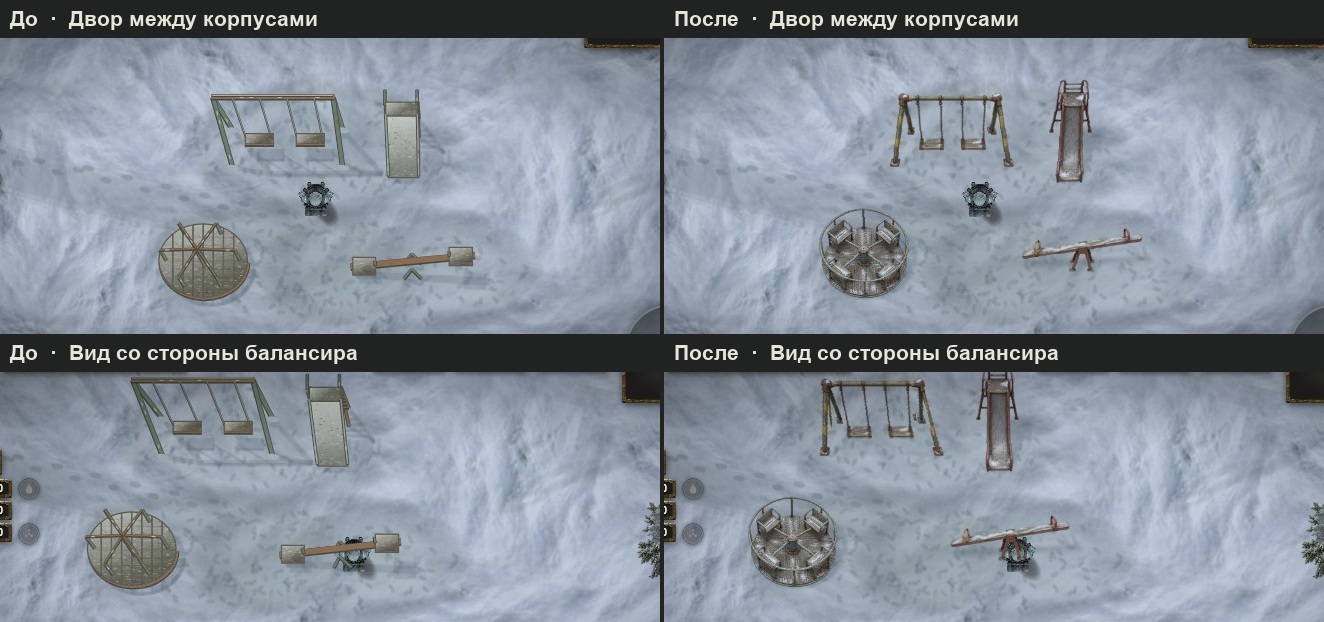 До · Двор между корпусами
После · Двор между корпусами
До · Вид со стороны балансира
После · Вид со стороны балансира